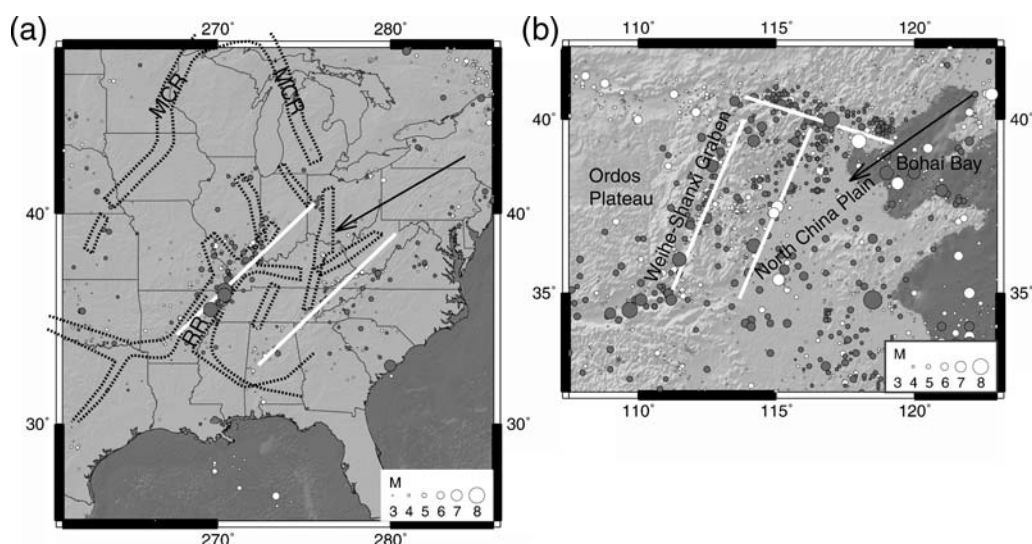 (a)
270˚
280˚
MCR
MCR
40˚
40˚
RR
30˚
30˚
M
3 4 5 6 7 8
270˚
280˚
(b)
110˚
115˚
120˚
40˚
40˚
Ordos
Plateau
Weihe-Shanxi Graben
North China Plain
Bohai Bay
35˚
35˚
M
3 4 5 6 7 8
110˚
115˚
120˚